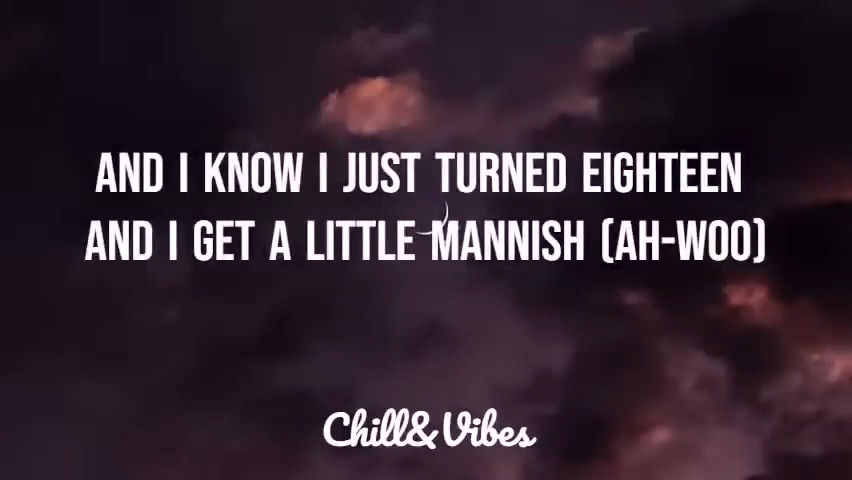 AND I KNOW I JUST TURNED EIGHTEEN
AND I GET A LITTLE MANNISH (AH-WOO)
Chill&Vibes